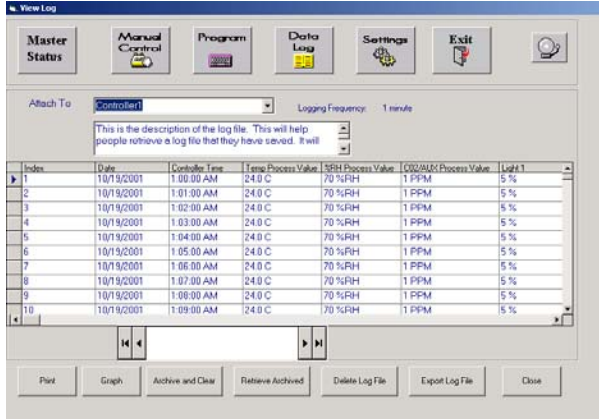 View Log
Master Status
Manual Control
Program
Data Log
Settings
Exit
Attach To
Controller1
Logging Frequency: 1 minute
This is the description of the log file. This will help
people retrieve a log file that they have saved. It will
Index Date Controller Time Temp Process Value %RH Process Value C02/AUX Process Value Light 1
1 10/19/2001 1:00:00 AM 24.0 C 70 %RH 1 PPM 5 %
2 10/19/2001 1:01:00 AM 24.0 C 70 %RH 1 PPM 5 %
3 10/19/2001 1:02:00 AM 24.0 C 70 %RH 1 PPM 5 %
4 10/19/2001 1:03:00 AM 24.0 C 70 %RH 1 PPM 5 %
5 10/19/2001 1:04:00 AM 24.0 C 70 %RH 1 PPM 5 %
6 10/19/2001 1:05:00 AM 24.0 C 70 %RH 1 PPM 5 %
7 10/19/2001 1:06:00 AM 24.0 C 70 %RH 1 PPM 5 %
8 10/19/2001 1:07:00 AM 24.0 C 70 %RH 1 PPM 5 %
9 10/19/2001 1:08:00 AM 24.0 C 70 %RH 1 PPM 5 %
10 10/19/2001 1:09:00 AM 24.0 C 70 %RH 1 PPM 5 %
Print Graph Archive and Clear Retrieve Archived Delete Log File Export Log File Close